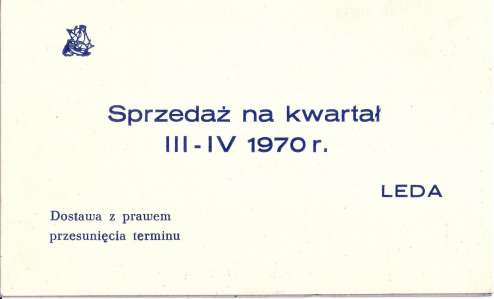 Sprzedaż na kwartał
III-IV 1970 r.
LEDA
Dostawa z prawem
przesunięcia terminu